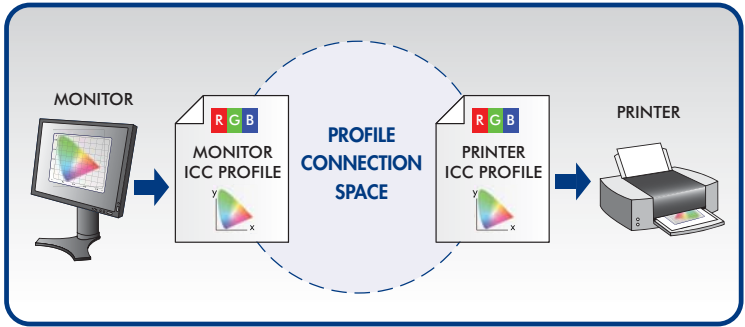 MONITOR
RGB
MONITOR
ICC PROFILE
y
x
PROFILE
CONNECTION
SPACE
RGB
PRINTER
ICC PROFILE
y
x
PRINTER